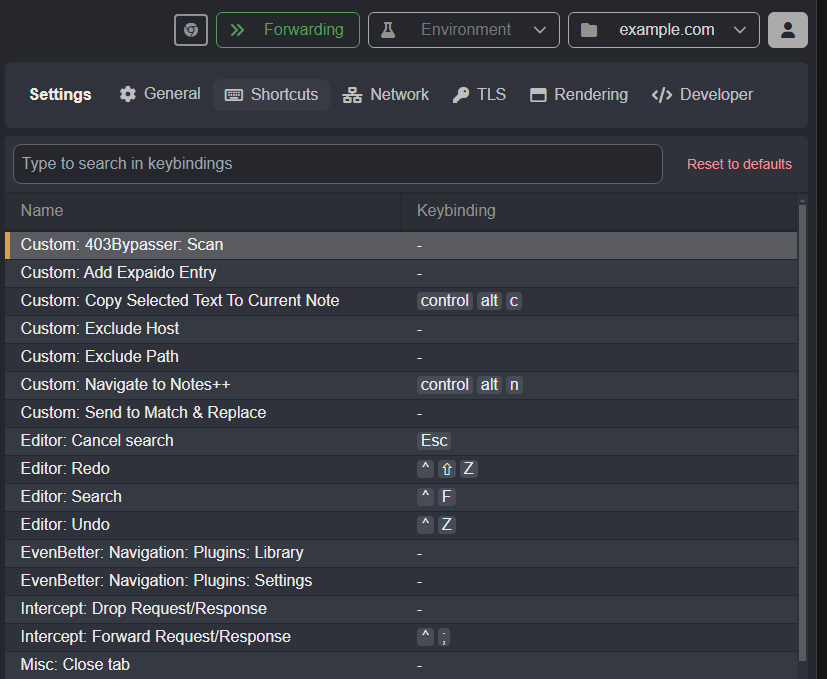 Forwarding Environment example.com
Settings General Shortcuts Network TLS Rendering Developer
Type to search in keybindings Reset to defaults
Name Keybinding
Custom: 403Bypasser: Scan -
Custom: Add Expaido Entry -
Custom: Copy Selected Text To Current Note control alt c
Custom: Exclude Host -
Custom: Exclude Path -
Custom: Navigate to Notes++ control alt n
Custom: Send to Match & Replace -
Editor: Cancel search Esc
Editor: Redo ^ ⇧ Z
Editor: Search ^ F
Editor: Undo ^ Z
EvenBetter: Navigation: Plugins: Library -
EvenBetter: Navigation: Plugins: Settings -
Intercept: Drop Request/Response -
Intercept: Forward Request/Response ^ ;
Misc: Close tab -